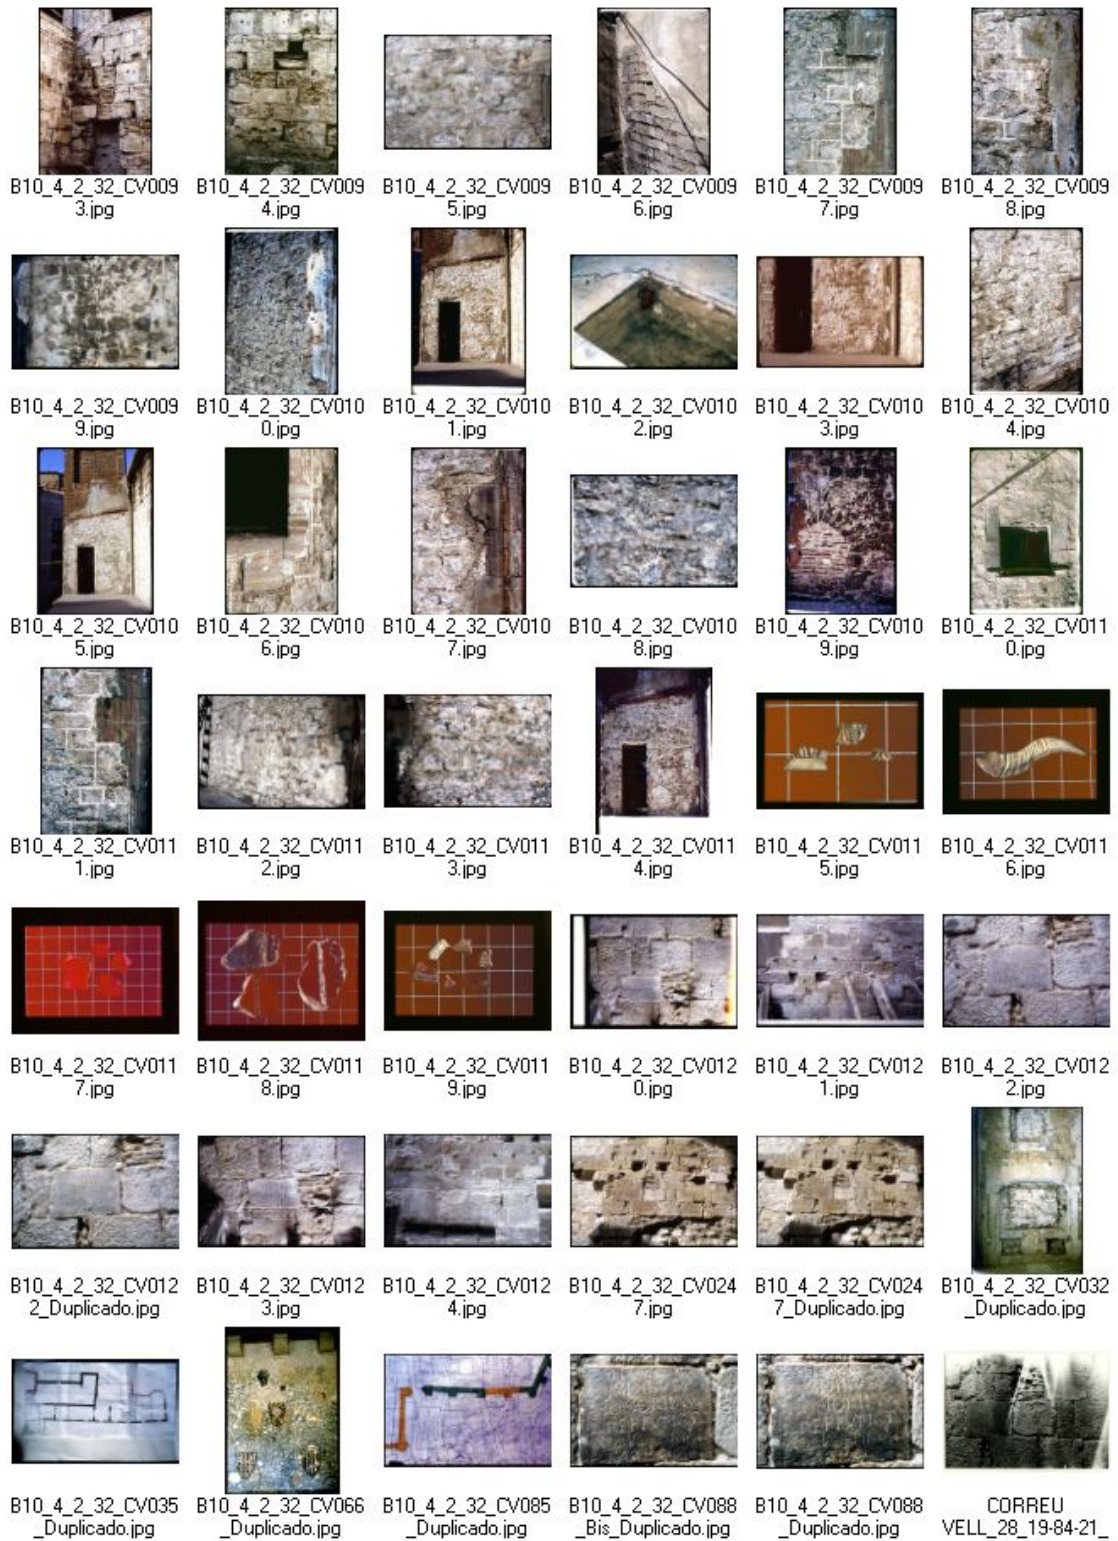 B10_4_2_32_CV009 B10_4_2_32_CV009 B10_4_2_32_CV009 B10_4_2_32_CV009 B10_4_2_32_CV009 B10_4_2_32_CV009
3.jpg 4.jpg 5.jpg 6.jpg 7.jpg 8.jpg
B10_4_2_32_CV009 B10_4_2_32_CV010 B10_4_2_32_CV010 B10_4_2_32_CV010 B10_4_2_32_CV010 B10_4_2_32_CV010
9.jpg 0.jpg 1.jpg 2.jpg 3.jpg 4.jpg
B10_4_2_32_CV010 B10_4_2_32_CV010 B10_4_2_32_CV010 B10_4_2_32_CV010 B10_4_2_32_CV010 B10_4_2_32_CV011
5.jpg 6.jpg 7.jpg 8.jpg 9.jpg 0.jpg
B10_4_2_32_CV011 B10_4_2_32_CV011 B10_4_2_32_CV011 B10_4_2_32_CV011 B10_4_2_32_CV011 B10_4_2_32_CV011
1.jpg 2.jpg 3.jpg 4.jpg 5.jpg 6.jpg
B10_4_2_32_CV011 B10_4_2_32_CV011 B10_4_2_32_CV011 B10_4_2_32_CV012 B10_4_2_32_CV012 B10_4_2_32_CV012
7.jpg 8.jpg 9.jpg 0.jpg 1.jpg 2.jpg
B10_4_2_32_CV012 B10_4_2_32_CV012 B10_4_2_32_CV012 B10_4_2_32_CV024 B10_4_2_32_CV024 B10_4_2_32_CV032
2_Duplicado.jpg 3.jpg 4.jpg 7.jpg 7_Duplicado.jpg _Duplicado.jpg
B10_4_2_32_CV035 B10_4_2_32_CV066 B10_4_2_32_CV085 B10_4_2_32_CV088 B10_4_2_32_CV088 CORREU
_Duplicado.jpg _Duplicado.jpg _Duplicado.jpg _Bis_Duplicado.jpg _Duplicado.jpg VELL_28_19-84-21_